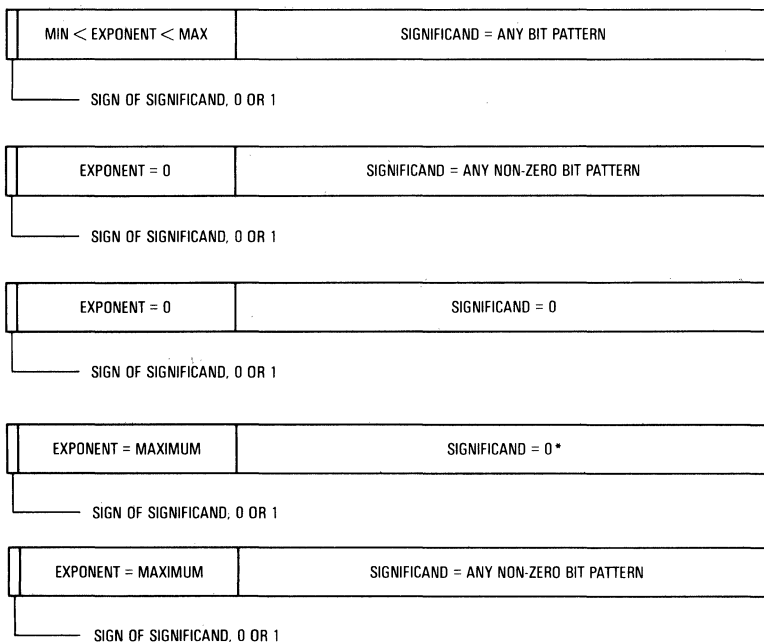 MIN < EXPONENT < MAX SIGNIFICAND = ANY BIT PATTERN
SIGN OF SIGNIFICAND, 0 OR 1
EXPONENT = 0 SIGNIFICAND = ANY NON-ZERO BIT PATTERN
SIGN OF SIGNIFICAND, 0 OR 1
EXPONENT = 0 SIGNIFICAND = 0
SIGN OF SIGNIFICAND, 0 OR 1
EXPONENT = MAXIMUM SIGNIFICAND = 0*
SIGN OF SIGNIFICAND, 0 OR 1
EXPONENT = MAXIMUM SIGNIFICAND = ANY NON-ZERO BIT PATTERN
SIGN OF SIGNIFICAND, 0 OR 1